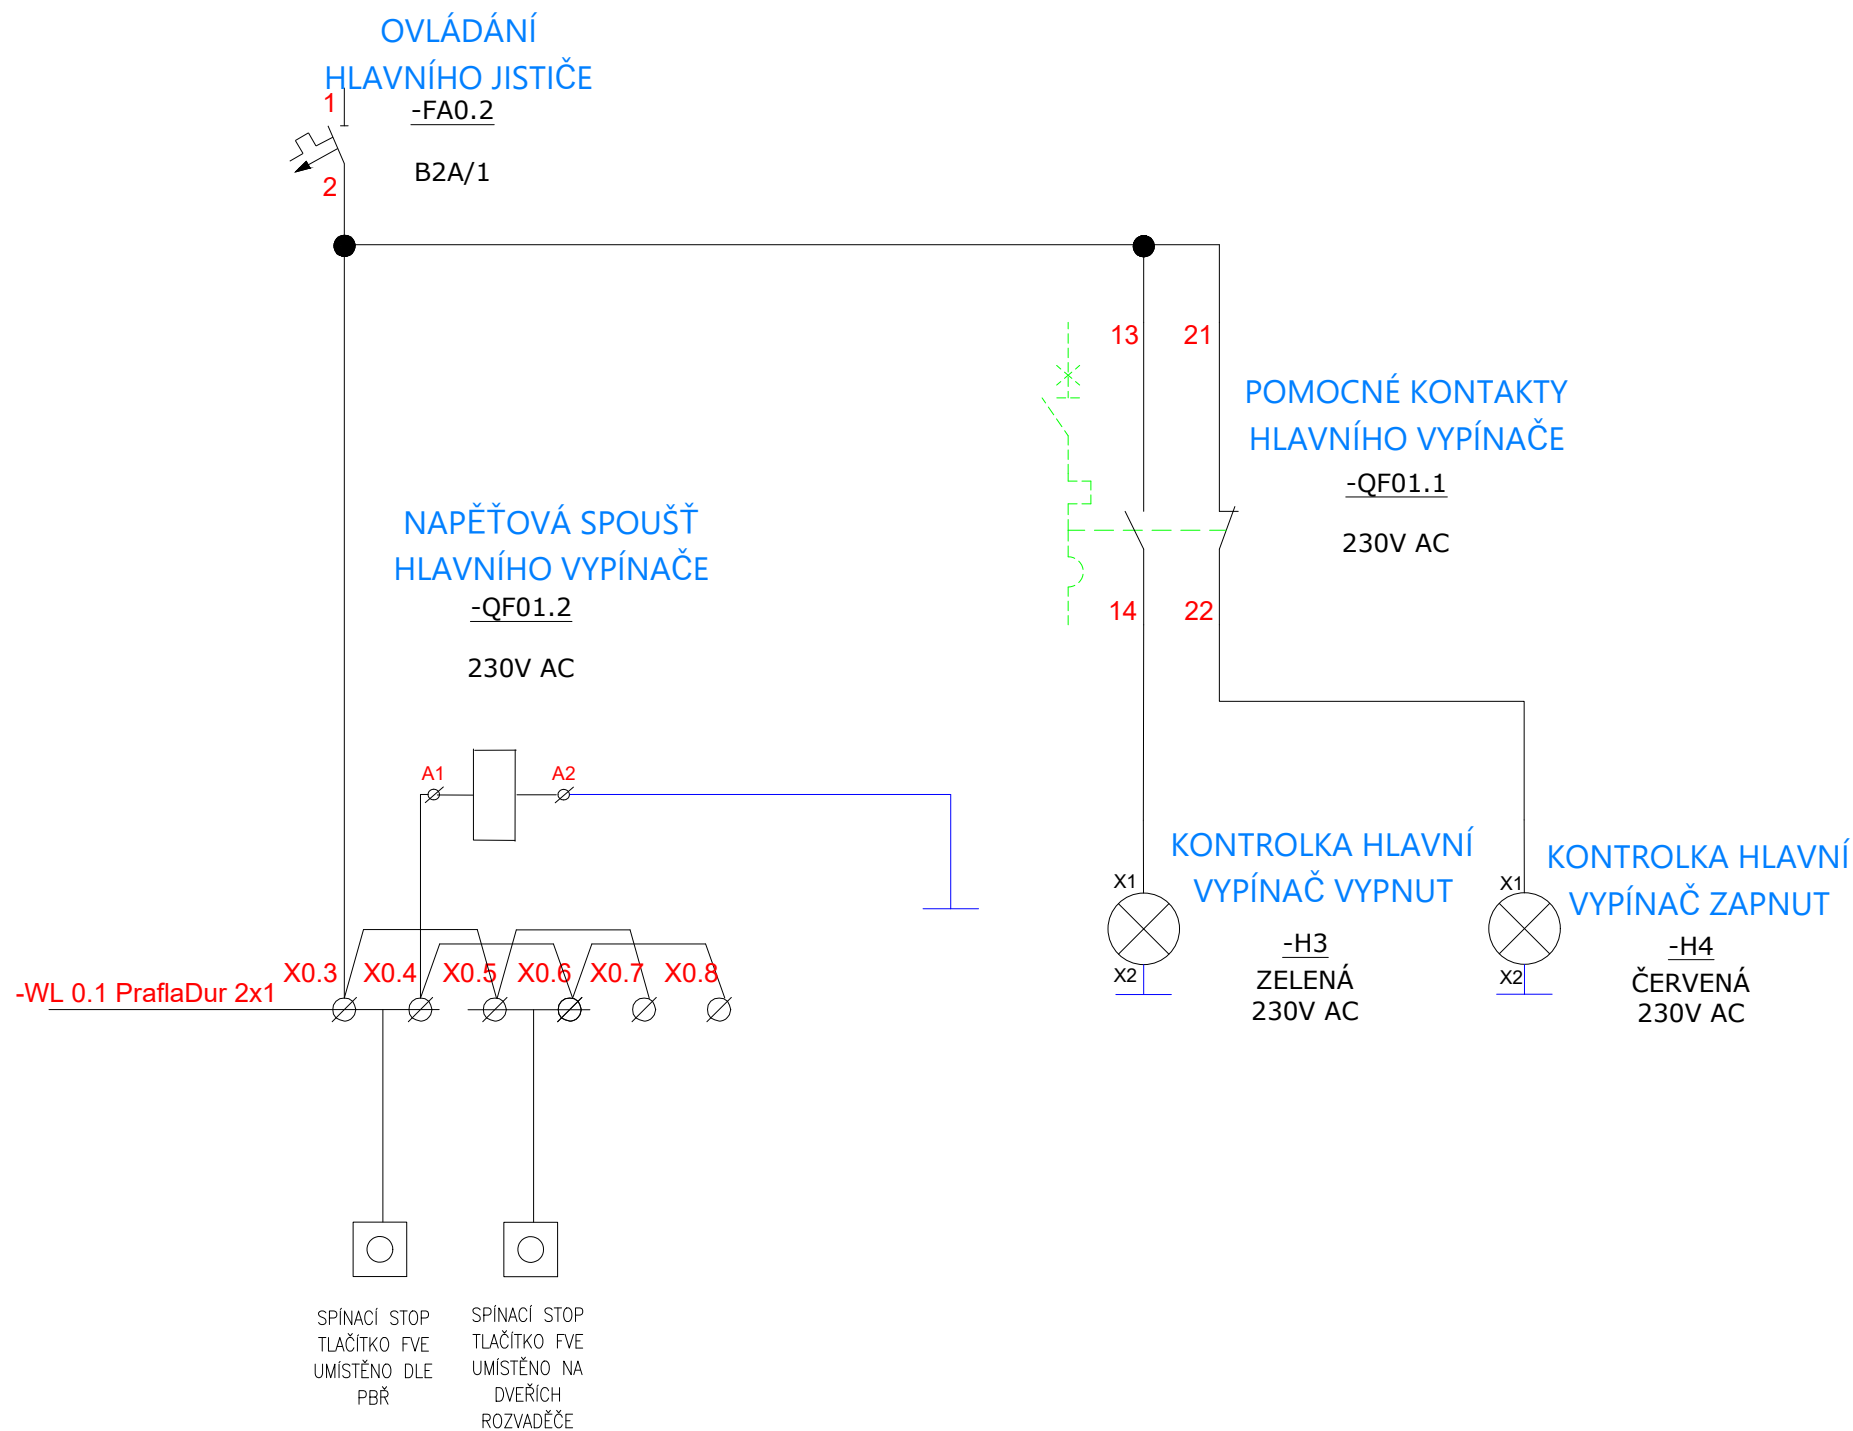 OVLÁDÁNÍ
HLAVNÍHO JISTIČE
1
-FA0.2
B2A/1
2
13
21
POMOCNÉ KONTAKTY
HLAVNÍHO VYPÍNAČE
-QF01.1
230V AC
14
22
NAPĚŤOVÁ SPOUŠŤ
HLAVNÍHO VYPÍNAČE
-QF01.2
230V AC
A1
A2
KONTROLKA HLAVNÍ
VYPÍNAČ VYPNUT
X1
X2
-H3
ZELENÁ
230V AC
KONTROLKA HLAVNÍ
VYPÍNAČ ZAPNUT
X1
X2
-H4
ČERVENÁ
230V AC
X0.3 X0.4 X0.5 X0.6 X0.7 X0.8
-WL 0.1 PraflaDur 2x1
SPÍNACÍ STOP
TLAČÍTKO FVE
UMÍSTĚNO DLE
PBŘ
SPÍNACÍ STOP
TLAČÍTKO FVE
UMÍSTĚNO NA
DVEŘÍCH
ROZVADĚČE